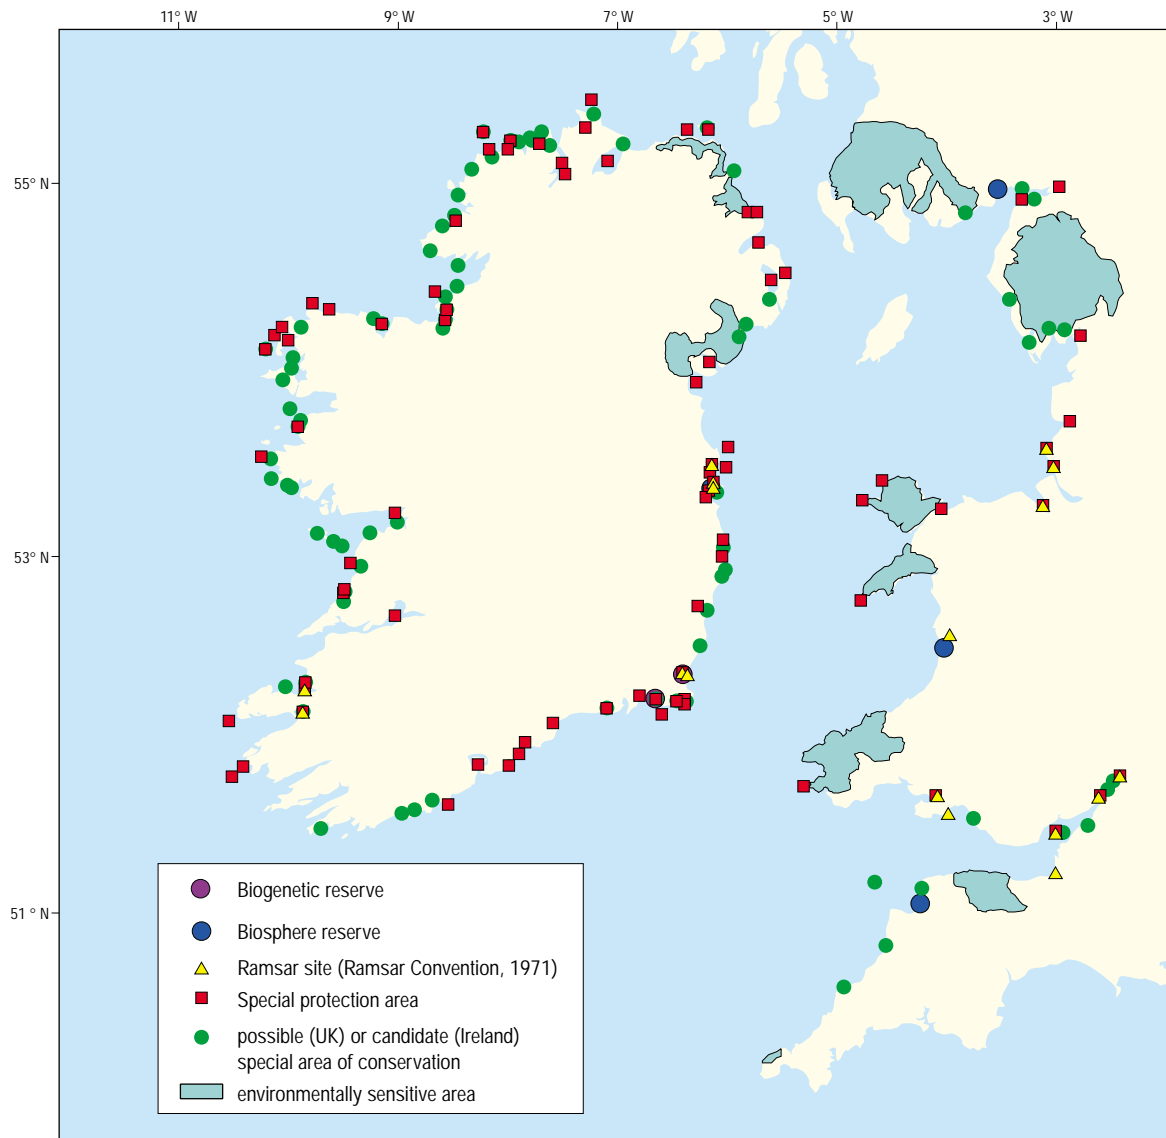 11° W
9° W
7° W
5° W
3° W
55° N
53° N
51° N
Biogenetic reserve
Biosphere reserve
Ramsar site (Ramsar Convention, 1971)
Special protection area
possible (UK) or candidate (Ireland)
special area of conservation
environmentally sensitive area